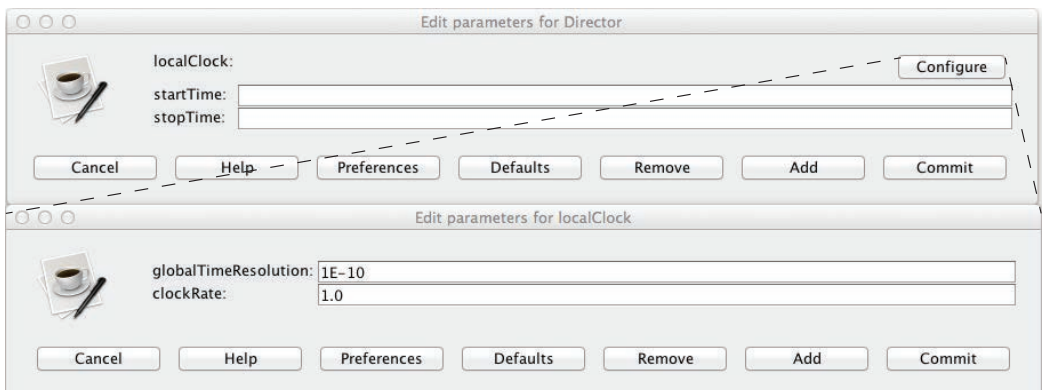 Edit parameters for Director
localClock:
Configure
startTime:
stopTime:
Cancel Help Preferences Defaults Remove Add Commit
Edit parameters for localClock
globalTimeResolution: 1E-10
clockRate: 1.0
Cancel Help Preferences Defaults Remove Add Commit